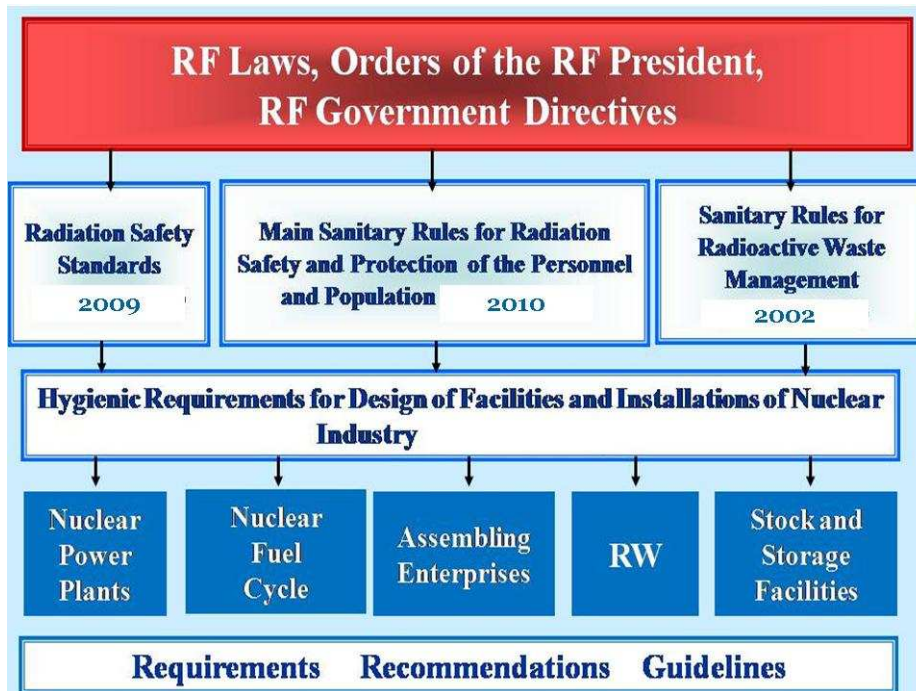 RF Laws, Orders of the RF President,
RF Government Directives
Radiation Safety
Standards
2009
Main Sanitary Rules for Radiation
Safety and Protection of the Personnel
and Population 2010
Sanitary Rules for
Radioactive Waste
Management
2002
Hygienic Requirements for Design of Facilities and Installations of Nuclear
Industry
Nuclear
Power
Plants
Nuclear
Fuel
Cycle
Assembling
Enterprises
RW
Stock and
Storage
Facilities
Requirements Recommendations Guidelines